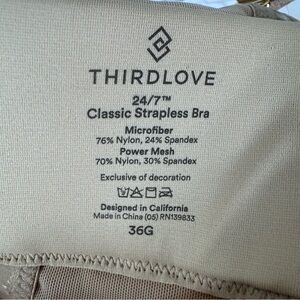 THIRDLOVE
24/7™
Classic Strapless Bra
Microfiber
76% Nylon, 24% Spandex
Power Mesh
70% Nylon, 30% Spandex
Exclusive of decoration
Designed in California
Made in China (05) RN139833
36G